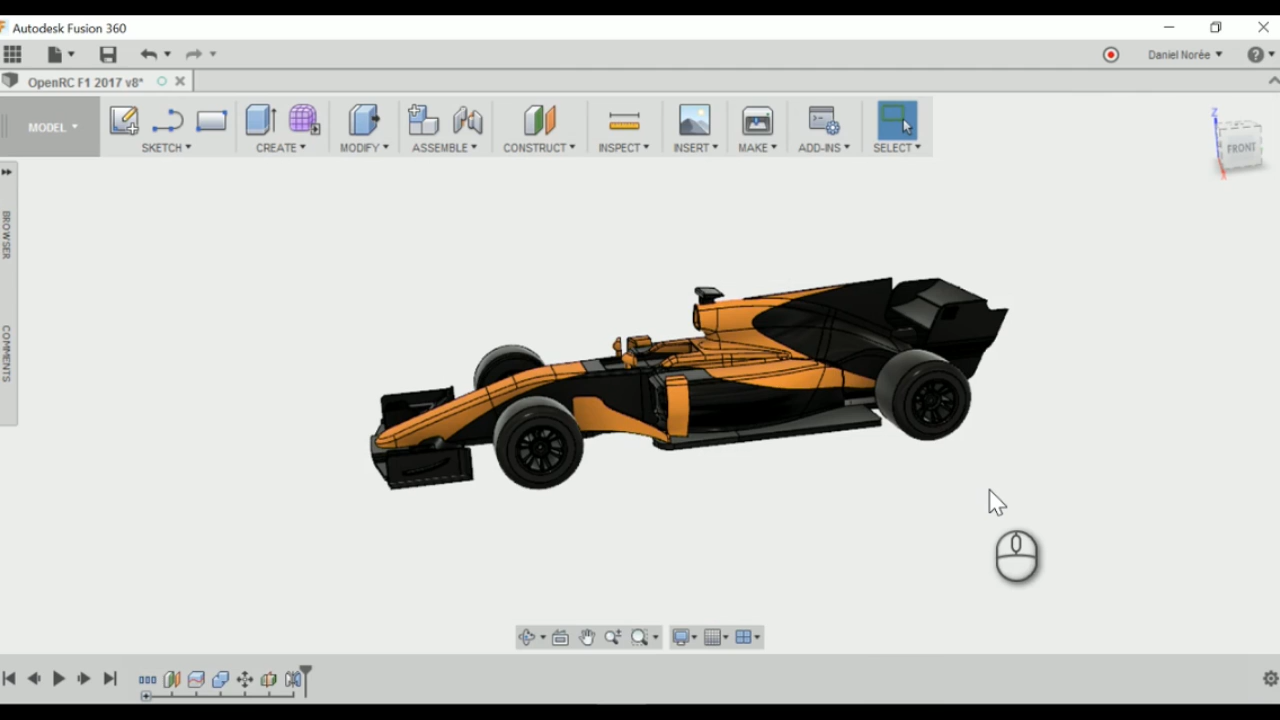 Autodesk Fusion 360
Daniel Norée
OpenRC F1 2017 v8*
MODEL
SKETCH
CREATE
MODIFY
ASSEMBLE
CONSTRUCT
INSPECT
INSERT
MAKE
ADD-INS
SELECT
Z
FRONT
BROWSER
COMMENTS